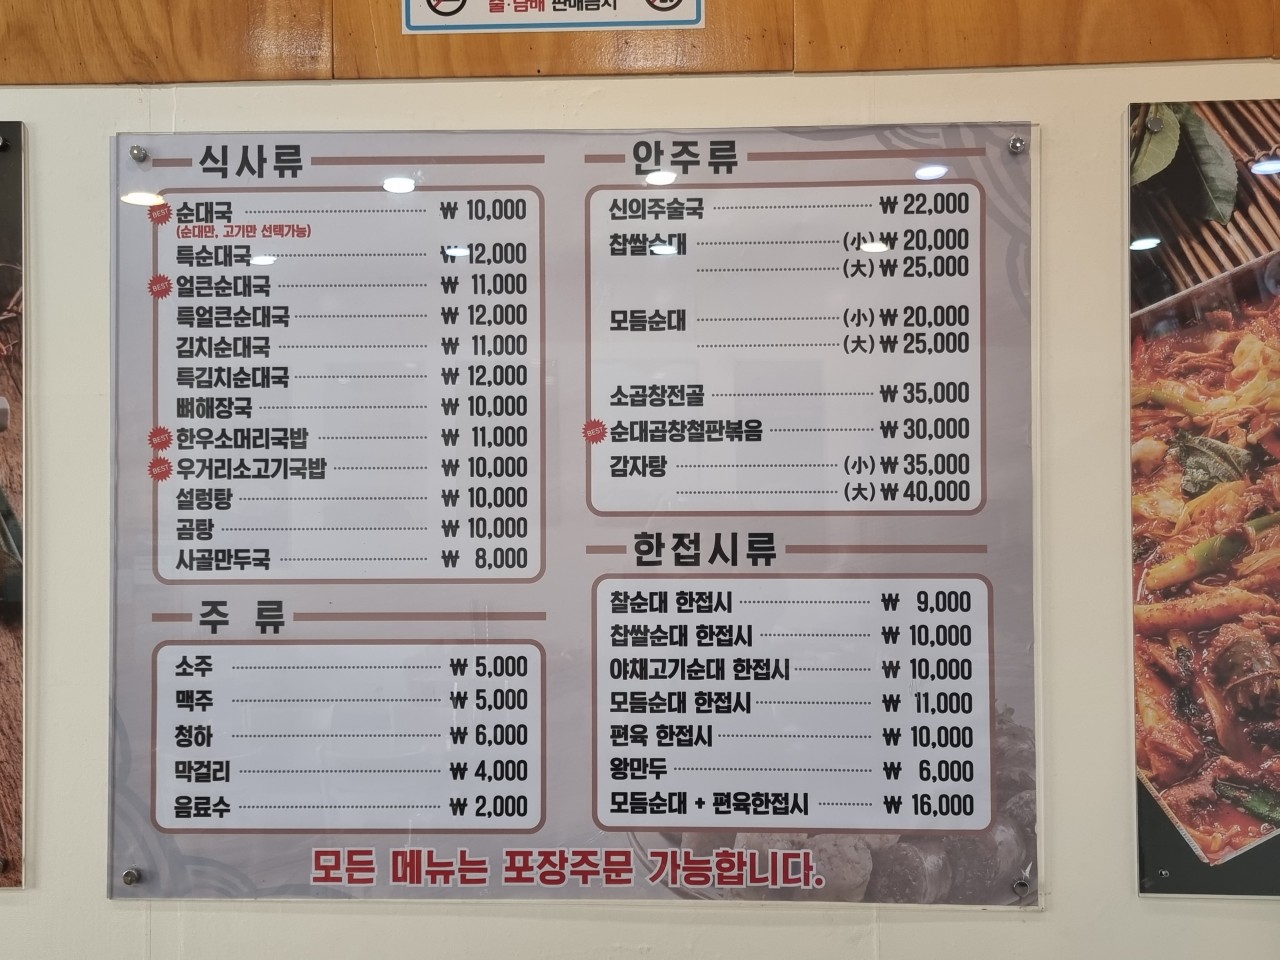 술·담배 판매금지
식사류
BEST 순대국 ₩ 10,000
(순대만, 고기만 선택가능)
특순대국 ₩ 12,000
BEST 얼큰순대국 ₩ 11,000
특얼큰순대국 ₩ 12,000
김치순대국 ₩ 11,000
특김치순대국 ₩ 12,000
뼈해장국 ₩ 10,000
BEST 한우소머리국밥 ₩ 11,000
BEST 우거리소고기국밥 ₩ 10,000
설렁탕 ₩ 10,000
곰탕 ₩ 10,000
사골만두국 ₩ 8,000
주 류
소주 ₩ 5,000
맥주 ₩ 5,000
청하 ₩ 6,000
막걸리 ₩ 4,000
음료수 ₩ 2,000
안주류
신의주술국 ₩ 22,000
찹쌀순대 (小) ₩ 20,000
(大) ₩ 25,000
모듬순대 (小) ₩ 20,000
(大) ₩ 25,000
소곱창전골 ₩ 35,000
BEST 순대곱창철판볶음 ₩ 30,000
감자탕 (小) ₩ 35,000
(大) ₩ 40,000
한접시류
찰순대 한접시 ₩ 9,000
찹쌀순대 한접시 ₩ 10,000
야채고기순대 한접시 ₩ 10,000
모듬순대 한접시 ₩ 11,000
편육 한접시 ₩ 10,000
왕만두 ₩ 6,000
모듬순대 + 편육한접시 ₩ 16,000
모든 메뉴는 포장주문 가능합니다.